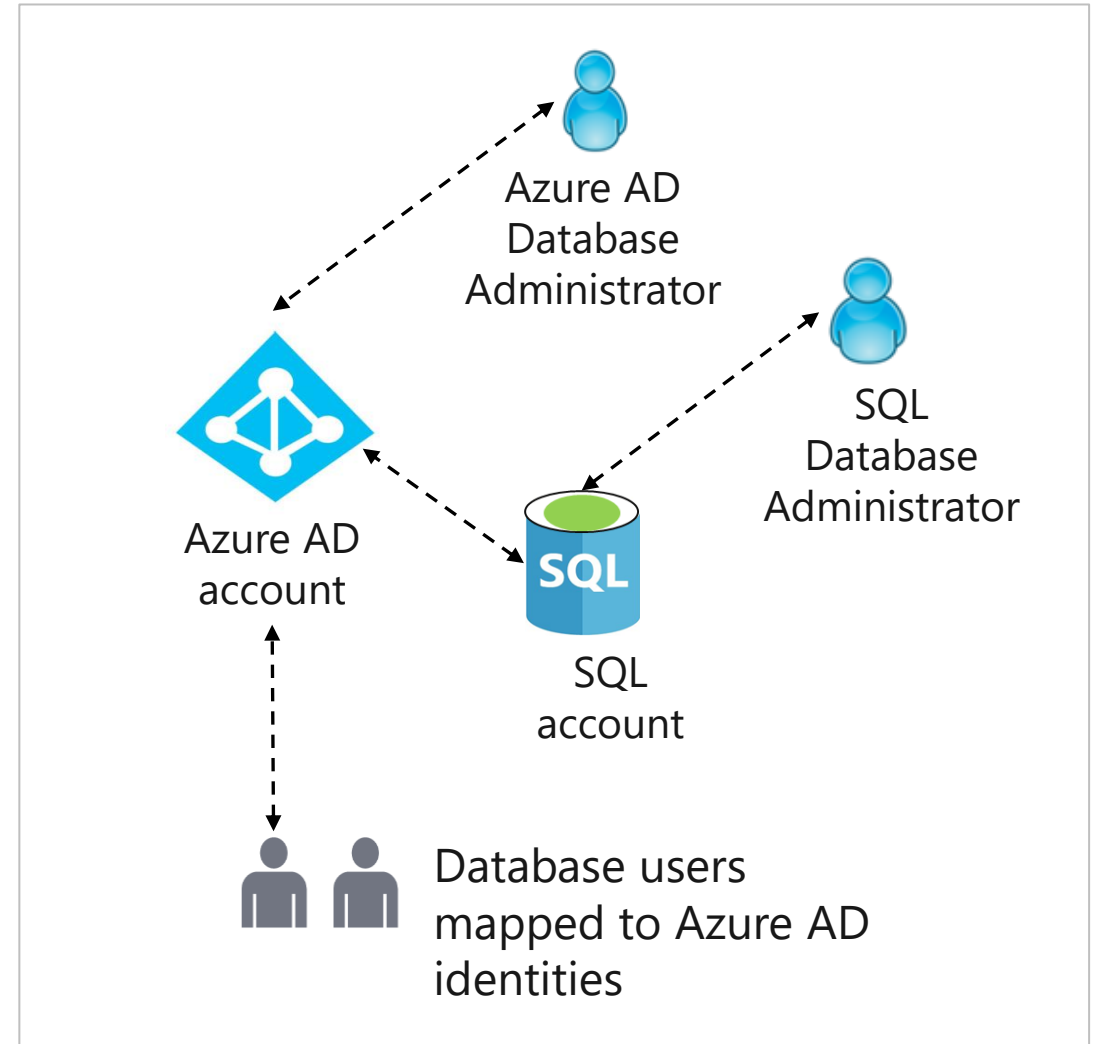 Azure AD
Database
Administrator
SQL
Database
Administrator
Azure AD
account
SQL
SQL
account
Database users
mapped to Azure AD
identities